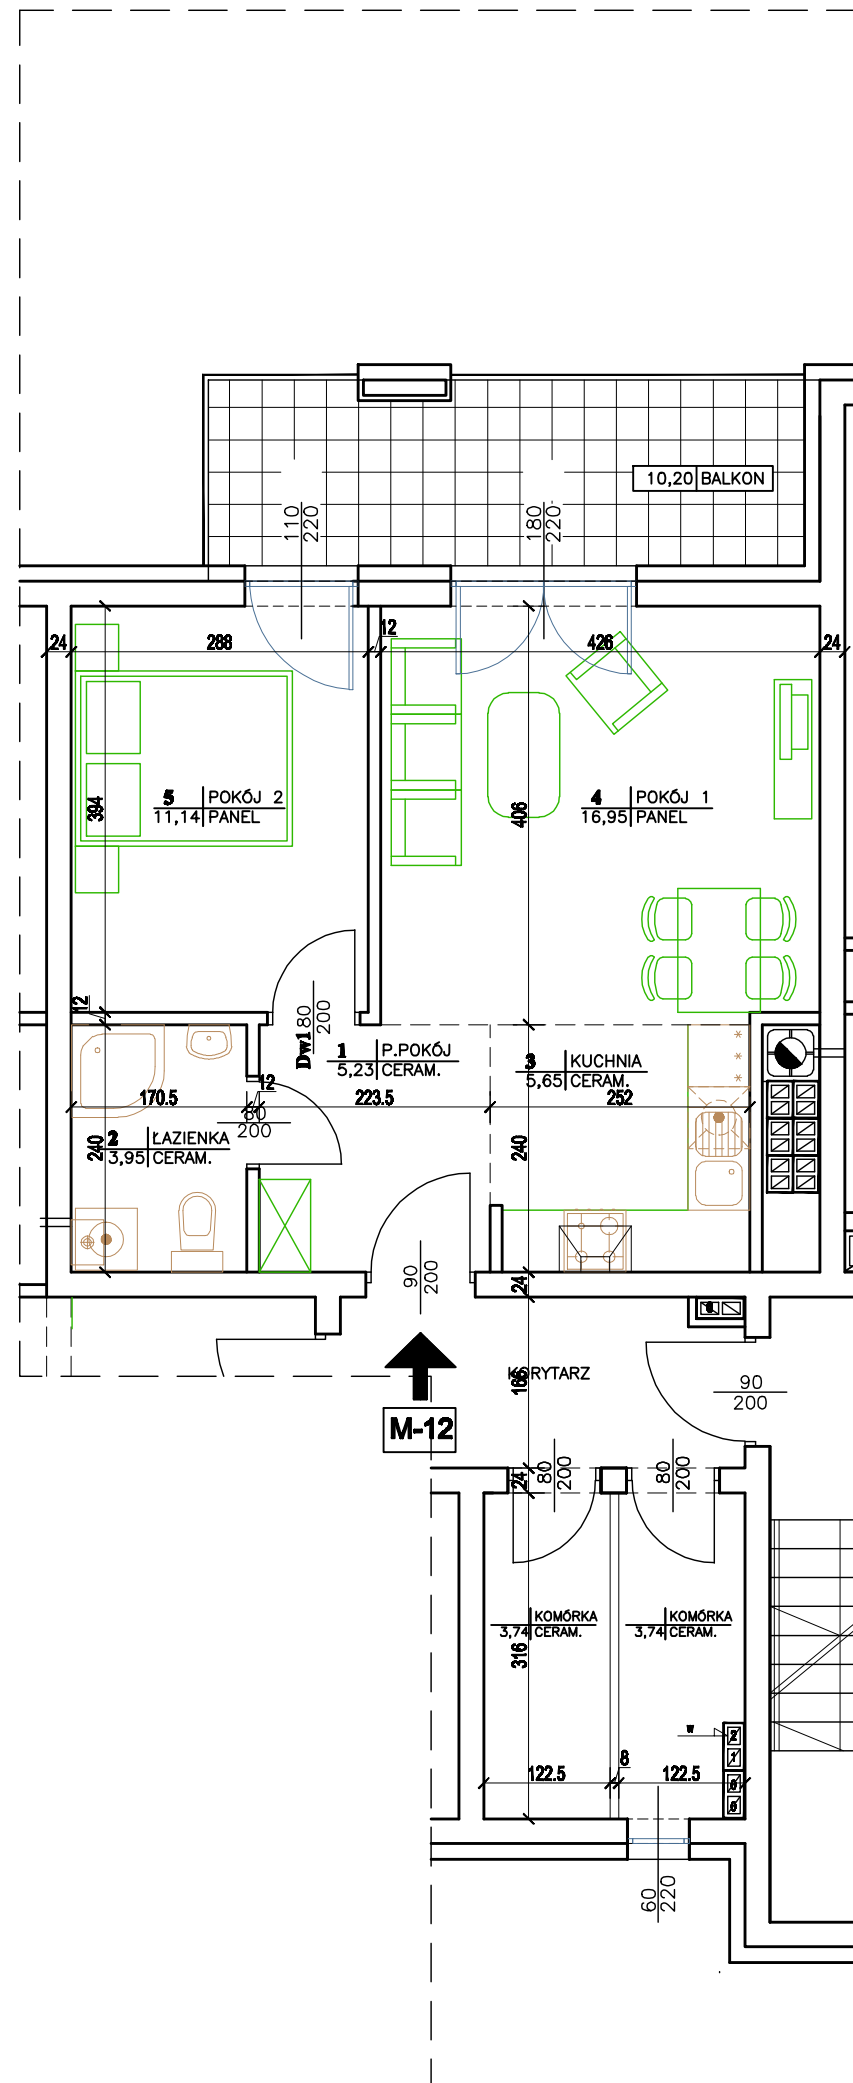 10,20 BALKON
110
220
180
220
24
288
12
426
24
5 POKÓJ 2
11,14 PANEL
394
4 POKÓJ 1
16,95 PANEL
406
12
Dw1 80
200
1 P.POKÓJ
5,23 CERAM.
3 KUCHNIA
5,65 CERAM.
170.5
12
223.5
252
80
200
2 ŁAZIENKA
3,95 CERAM.
240
240
90
200
24
KORYTARZ
166
90
200
M-12
24
80
200
80
200
KOMÓRKA
3,74 CERAM.
KOMÓRKA
3,74 CERAM.
316
w
2
1
122.5
8
122.5
60
220